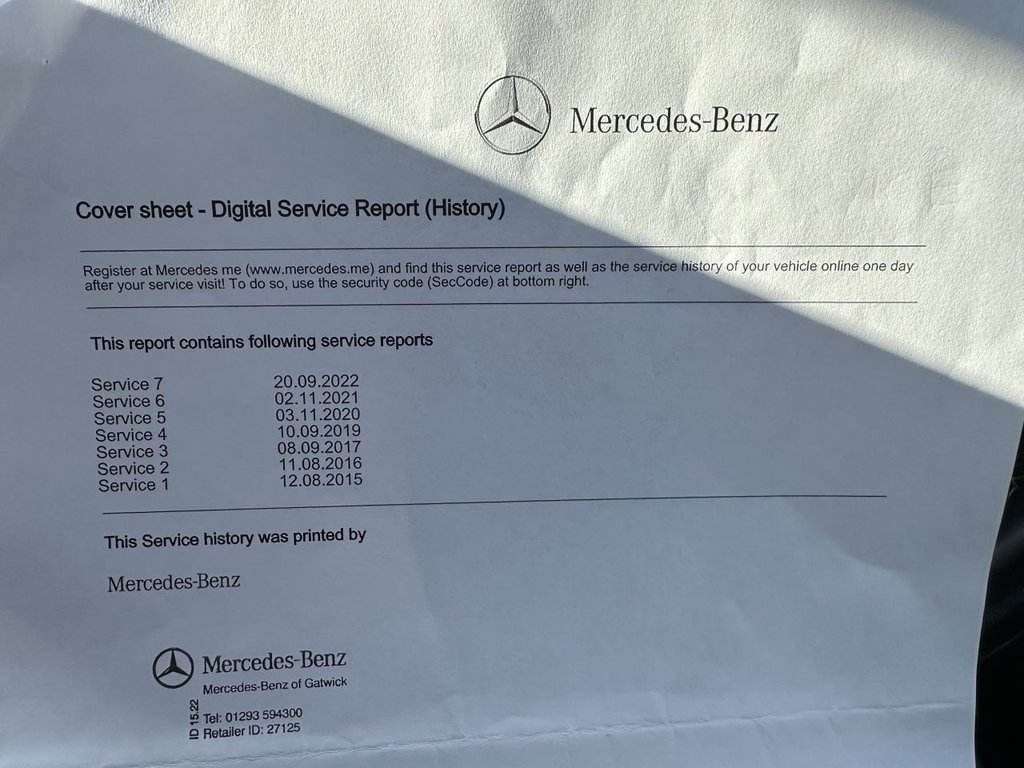 Mercedes-Benz
Cover sheet - Digital Service Report (History)
Register at Mercedes me (www.mercedes.me) and find this service report as well as the service history of your vehicle online one day
after your service visit! To do so, use the security code (SecCode) at bottom right.
This report contains following service reports
Service 7 20.09.2022
Service 6 02.11.2021
Service 5 03.11.2020
Service 4 10.09.2019
Service 3 08.09.2017
Service 2 11.08.2016
Service 1 12.08.2015
This Service history was printed by
Mercedes-Benz
Mercedes-Benz
Mercedes-Benz of Gatwick
ID 15.22
Tel: 01293 594300
Retailer ID: 27125